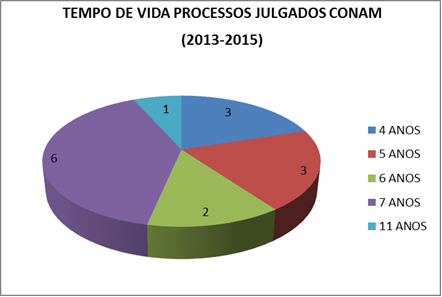 TEMPO DE VIDA PROCESSOS JULGADOS CONAM
(2013-2015)
1
3
6
3
2
4 ANOS
5 ANOS
6 ANOS
7 ANOS
11 ANOS